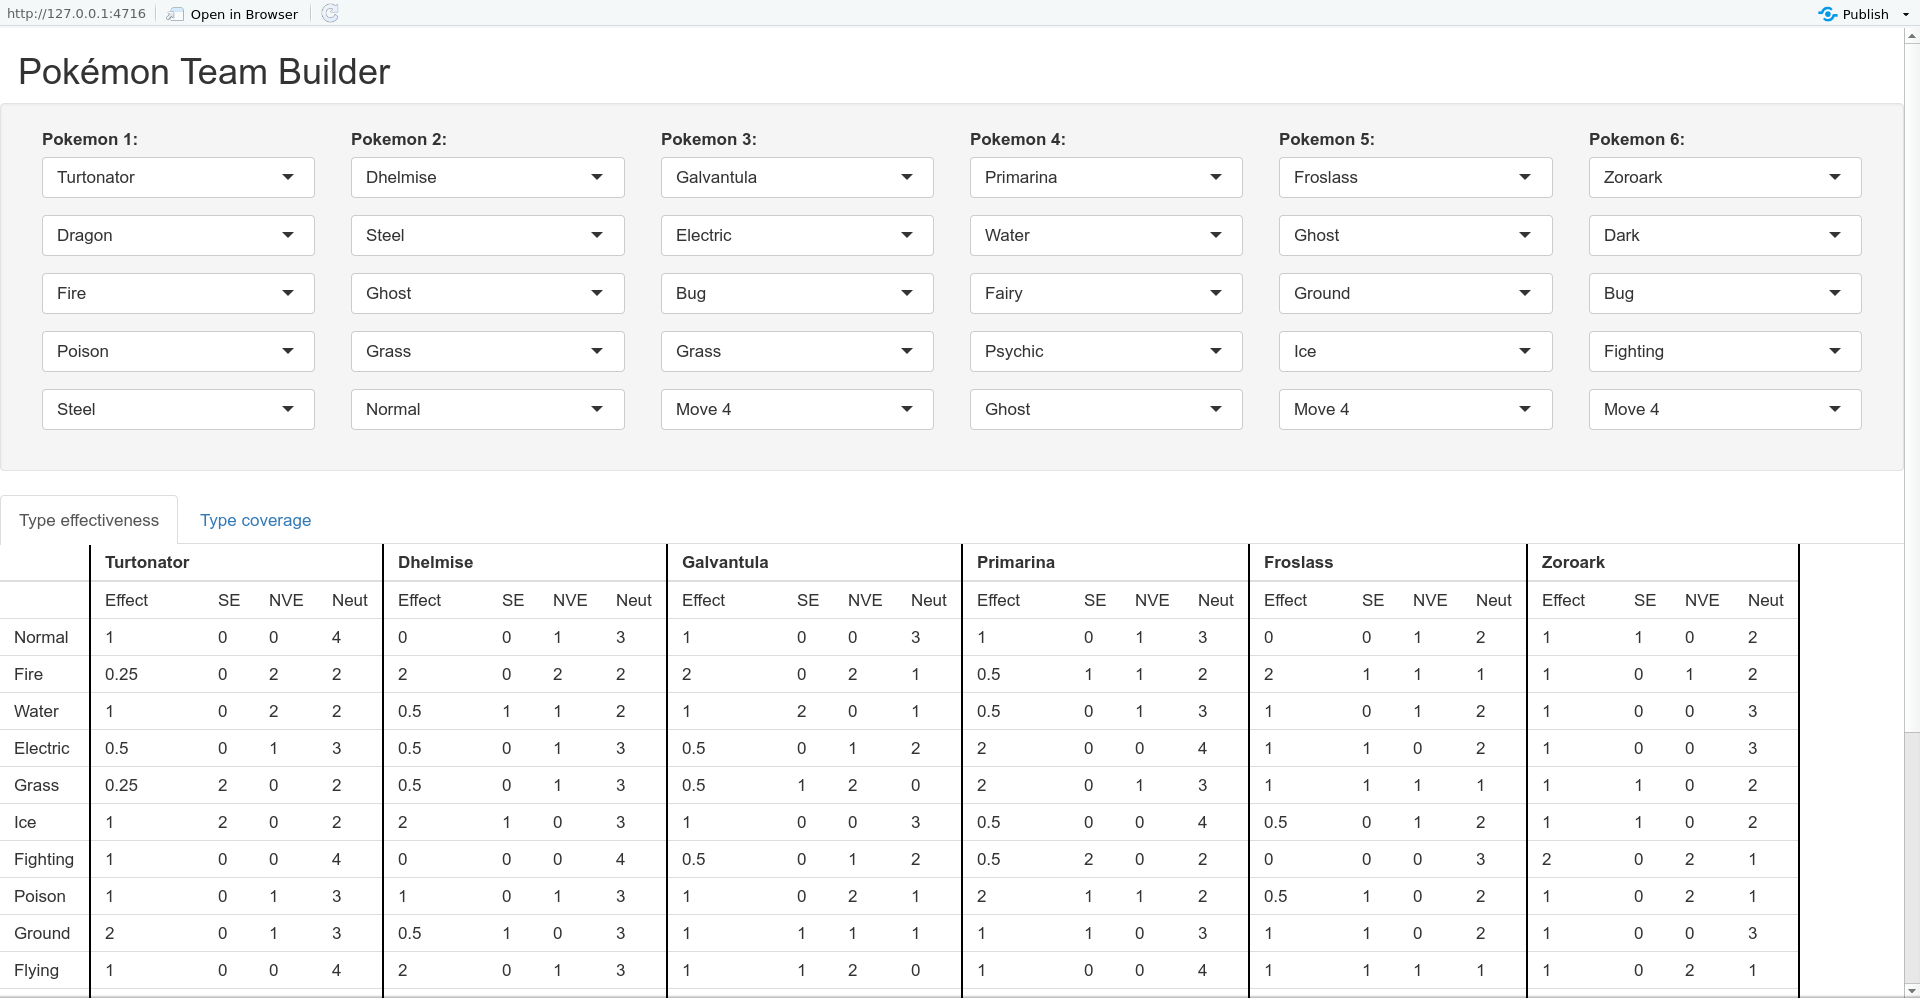 http://127.0.0.1:4716 Open in Browser Publish
Pokémon Team Builder
Pokemon 1: Pokemon 2: Pokemon 3: Pokemon 4: Pokemon 5: Pokemon 6:
Turtonator Dhelmise Galvantula Primarina Froslass Zoroark
Dragon Steel Electric Water Ghost Dark
Fire Ghost Bug Fairy Ground Bug
Poison Grass Grass Psychic Ice Fighting
Steel Normal Move 4 Ghost Move 4 Move 4
Type effectiveness Type coverage
Turtonator Dhelmise Galvantula Primarina Froslass Zoroark
Effect SE NVE Neut Effect SE NVE Neut Effect SE NVE Neut Effect SE NVE Neut Effect SE NVE Neut Effect SE NVE Neut
Normal 1 0 0 4 0 0 1 3 1 0 0 3 1 0 1 3 0 0 1 2 1 1 0 2
Fire 0.25 0 2 2 2 0 2 2 2 0 2 1 0.5 1 1 2 2 1 1 1 1 0 1 2
Water 1 0 2 2 0.5 1 1 2 1 2 0 1 0.5 0 1 3 1 0 1 2 1 0 0 3
Electric 0.5 0 1 3 0.5 0 1 3 0.5 0 1 2 2 0 0 4 1 1 0 2 1 0 0 3
Grass 0.25 2 0 2 0.5 0 1 3 0.5 1 2 0 2 0 1 3 1 1 1 1 1 1 0 2
Ice 1 2 0 2 2 1 0 3 1 0 0 3 0.5 0 0 4 0.5 0 1 2 1 1 0 2
Fighting 1 0 0 4 0 0 0 4 0.5 0 1 2 0.5 2 0 2 0 0 0 3 2 0 2 1
Poison 1 0 1 3 1 0 1 3 1 0 2 1 2 1 1 2 0.5 1 0 2 1 0 2 1
Ground 2 0 1 3 0.5 1 0 3 1 1 1 1 1 1 0 3 1 1 0 2 1 0 0 3
Flying 1 0 0 4 2 0 1 3 1 1 2 0 1 0 0 4 1 1 1 1 1 0 2 1